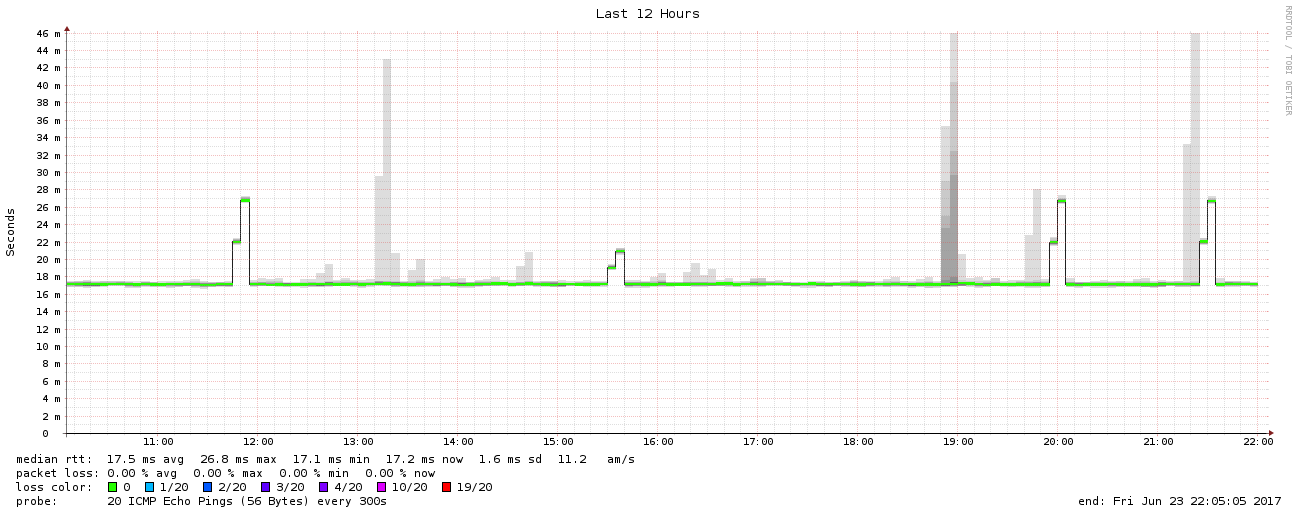 Last 12 Hours
RRDTOOL / TOBI OETIKER
Seconds
46 m
44 m
42 m
40 m
38 m
36 m
34 m
32 m
30 m
28 m
26 m
24 m
22 m
20 m
18 m
16 m
14 m
12 m
10 m
8 m
6 m
4 m
2 m
0
11:00 12:00 13:00 14:00 15:00 16:00 17:00 18:00 19:00 20:00 21:00 22:00
median rtt: 17.5 ms avg 26.8 ms max 17.1 ms min 17.2 ms now 1.6 ms sd 11.2 am/s
packet loss: 0.00 % avg 0.00 % max 0.00 % min 0.00 % now
loss color: 0 1/20 2/20 3/20 4/20 10/20 19/20
probe: 20 ICMP Echo Pings (56 Bytes) every 300s end: Fri Jun 23 22:05:05 2017